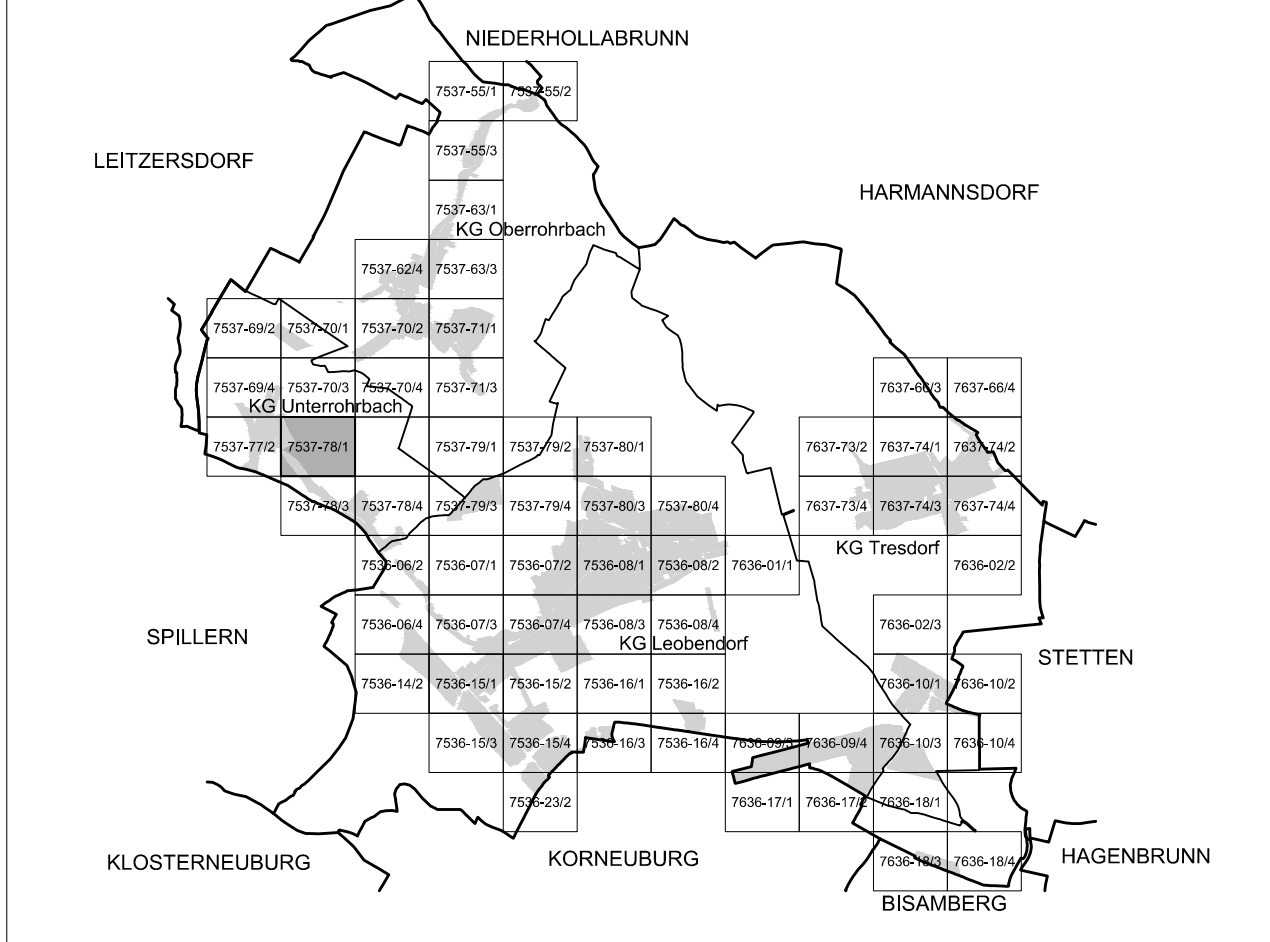 NIEDERHOLLABRUNN
7537-55/1 7537-55/2
LEITZERSDORF
7537-55/3
HARMANNSDORF
7537-63/1
KG Oberrohrbach
7537-62/4 7537-63/3
7537-69/2 7537-70/1 7537-70/2 7537-71/1
7537-69/4 7537-70/3 7537-70/4 7537-71/3 7637-66/3 7637-66/4
KG Unterrohrbach
7537-77/2 7537-78/1 7537-79/1 7537-79/2 7537-80/1 7637-73/2 7637-74/1 7637-74/2
7537-78/3 7537-78/4 7537-79/3 7537-79/4 7537-80/3 7537-80/4 7637-73/4 7637-74/3 7637-74/4
KG Tresdorf
7536-06/2 7536-07/1 7536-07/2 7536-08/1 7536-08/2 7636-01/1 7636-02/2
SPILLERN
7536-06/4 7536-07/3 7536-07/4 7536-08/3 7536-08/4 7636-02/3
KG Leobendorf
STETTEN
7536-14/2 7536-15/1 7536-15/2 7536-16/1 7536-16/2 7636-10/1 7636-10/2
7536-15/3 7536-15/4 7536-16/3 7536-16/4 7636-09/3 7636-09/4 7636-10/3 7636-10/4
7536-23/2 7636-17/1 7636-17/2 7636-18/1
KLOSTERNEUBURG
KORNEUBURG
7636-18/3 7636-18/4
HAGENBRUNN
BISAMBERG